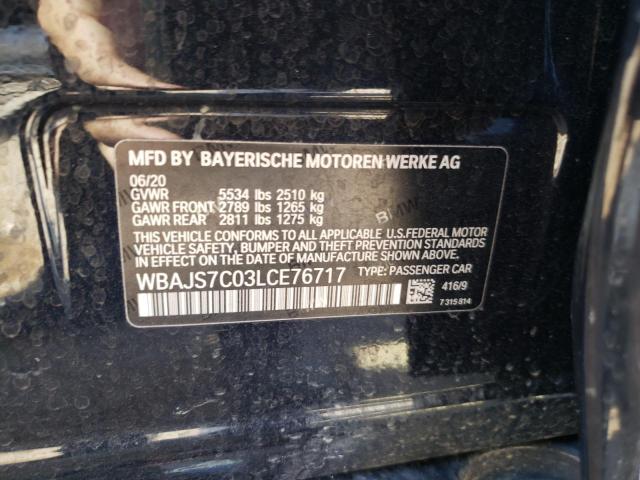 MFD BY BAYERISCHE MOTOREN WERKE AG
06/20
GVWR 5534 lbs 2510 kg
GAWR FRONT 2789 lbs 1265 kg
GAWR REAR 2811 lbs 1275 kg
BMW
THIS VEHICLE CONFORMS TO ALL APPLICABLE U.S.FEDERAL MOTOR
VEHICLE SAFETY, BUMPER AND THEFT PREVENTION STANDARDS IN
EFFECT ON THE DATE OF MANUFACTURE SHOWN ABOVE.
WBAJS7C03LCE76717 TYPE: PASSENGER CAR
416/9
7 315 814